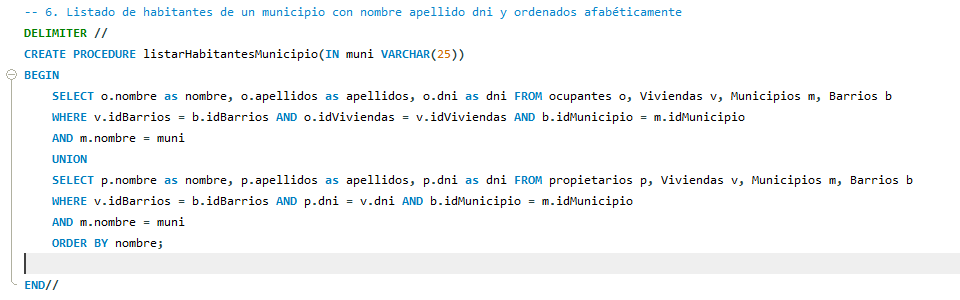 -- 6. Listado de habitantes de un municipio con nombre apellido dni y ordenados afabéticamente
DELIMITER //
CREATE PROCEDURE listarHabitantesMunicipio(IN muni VARCHAR(25))
BEGIN
SELECT o.nombre as nombre, o.apellidos as apellidos, o.dni as dni FROM ocupantes o, Viviendas v, Municipios m, Barrios b
WHERE v.idBarrios = b.idBarrios AND o.idViviendas = v.idViviendas AND b.idMunicipio = m.idMunicipio
AND m.nombre = muni
UNION
SELECT p.nombre as nombre, p.apellidos as apellidos, p.dni as dni FROM propietarios p, Viviendas v, Municipios m, Barrios b
WHERE v.idBarrios = b.idBarrios AND p.dni = v.dni AND b.idMunicipio = m.idMunicipio
AND m.nombre = muni
ORDER BY nombre;
END//